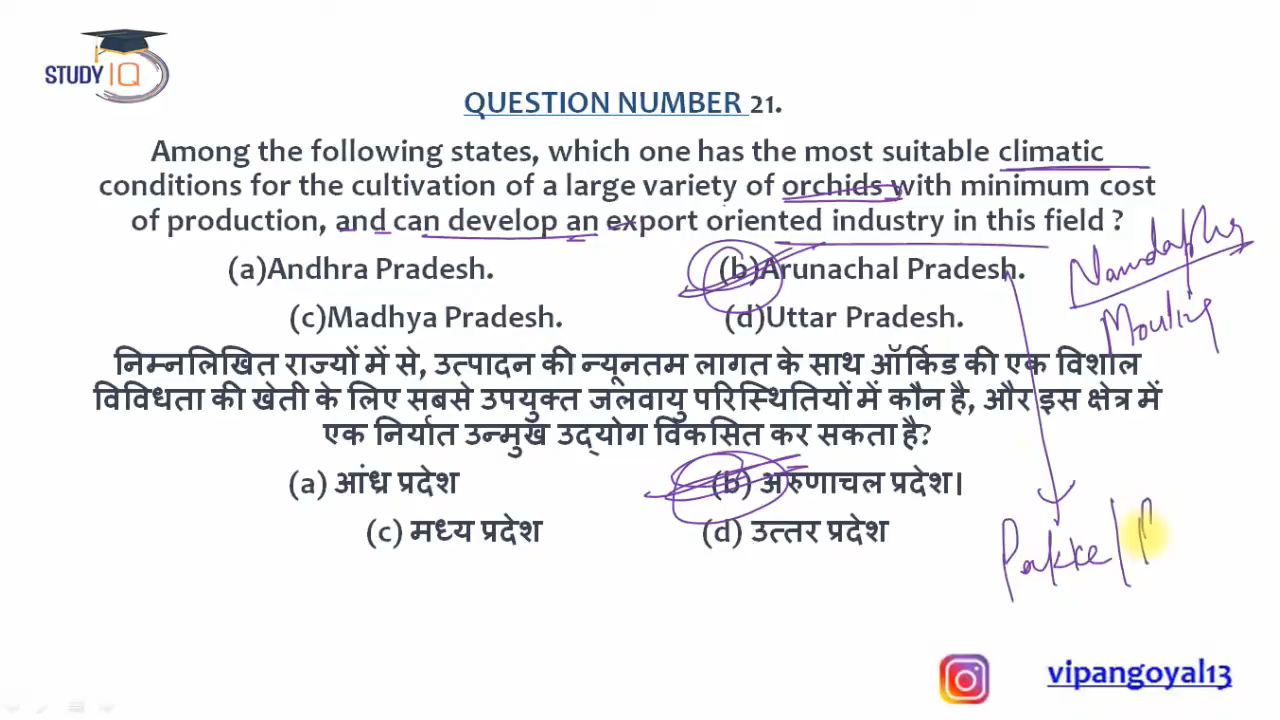 STUDY IQ
QUESTION NUMBER 21.
Among the following states, which one has the most suitable climatic
conditions for the cultivation of a large variety of orchids with minimum cost
of production, and can develop an export oriented industry in this field ?
(a)Andhra Pradesh. (b)Arunachal Pradesh.
(c)Madhya Pradesh. (d)Uttar Pradesh.
Mouling
निम्नलिखित राज्यों में से, उत्पादन की न्यूनतम लागत के साथ ऑर्किड की एक विशाल
विविधता की खेती के लिए सबसे उपयुक्त जलवायु परिस्थितियों में कौन है, और इस क्षेत्र में
एक निर्यात उन्मुख उद्योग विकसित कर सकता है?
(a) आंध्र प्रदेश (b) अरुणाचल प्रदेश।
(c) मध्य प्रदेश (d) उत्तर प्रदेश
Pakke
vipangoyal13